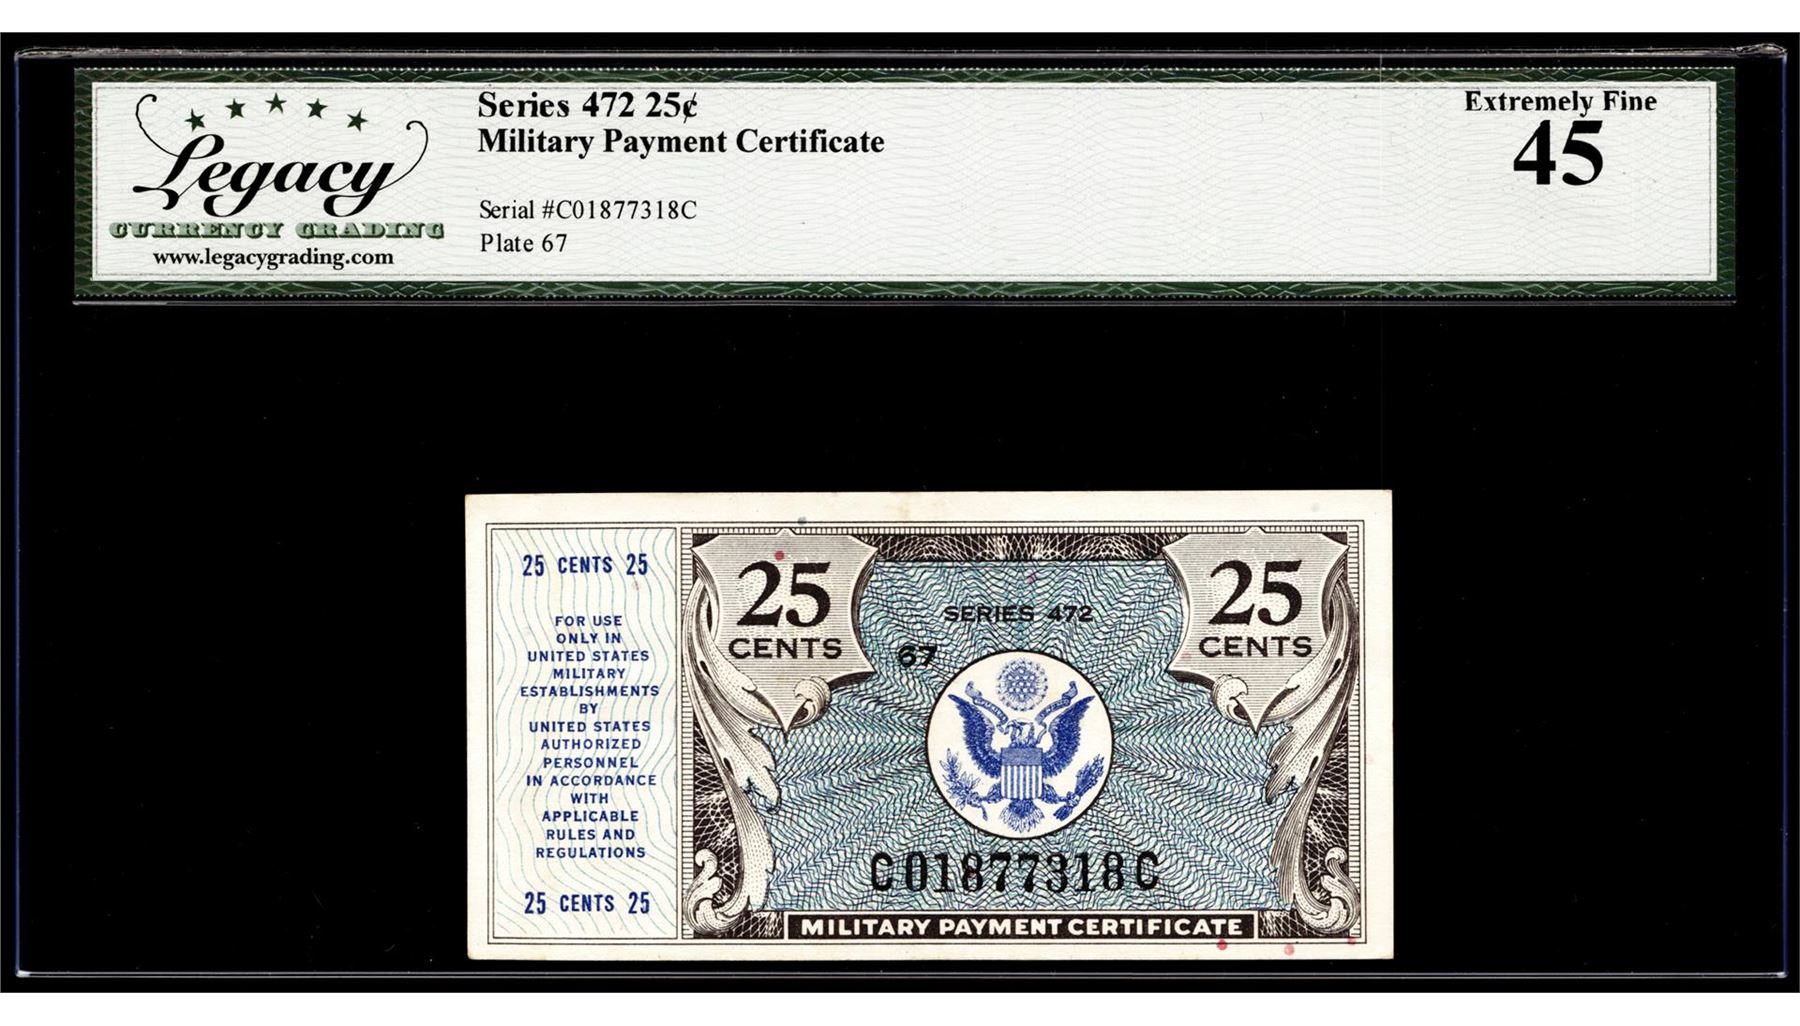 Legacy
CURRENCY GRADING
www.legacygrading.com
Series 472 25¢
Military Payment Certificate
Serial #C01877318C
Plate 67
Extremely Fine
45
25 CENTS 25
FOR USE
ONLY IN
UNITED STATES
MILITARY
ESTABLISHMENTS
BY
UNITED STATES
AUTHORIZED
PERSONNEL
IN ACCORDANCE
WITH
APPLICABLE
RULES AND
REGULATIONS
25 CENTS 25
25
CENTS
SERIES 472
67
25
CENTS
C01877318C
MILITARY PAYMENT CERTIFICATE